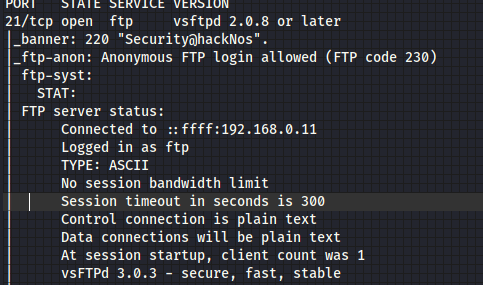 PORT   STATE SERVICE VERSION
21/tcp open  ftp     vsftpd 2.0.8 or later
|_banner: 220 "Security@hackNos".
|_ftp-anon: Anonymous FTP login allowed (FTP code 230)
| ftp-syst:
|   STAT:
| FTP server status:
|      Connected to ::ffff:192.168.0.11
|      Logged in as ftp
|      TYPE: ASCII
|      No session bandwidth limit
|      Session timeout in seconds is 300
|      Control connection is plain text
|      Data connections will be plain text
|      At session startup, client count was 1
|      vsFTPd 3.0.3 - secure, fast, stable